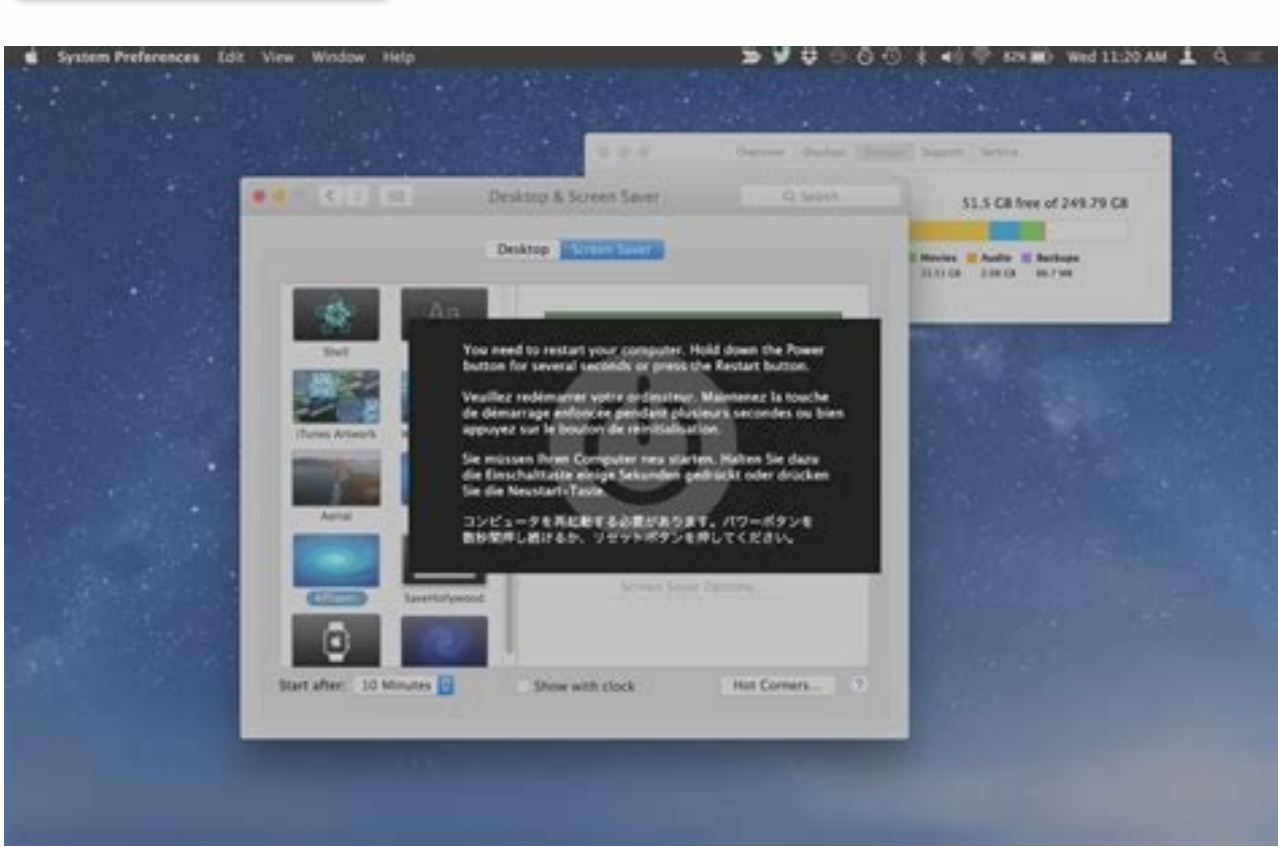 System Preferences Edit View Window Help
82% Wed 11:20 AM
Overview Displays Storage Support Service
Desktop & Screen Saver
Search
51.5 GB free of 249.79 GB
Desktop Screen Saver
Movies Audio Backups
Aa
Shell
You need to restart your computer. Hold down the Power
button for several seconds or press the Restart button.
Veuillez redémarrer votre ordinateur. Maintenez la touche
de démarrage enfoncée pendant plusieurs secondes ou bien
appuyez sur le bouton de réinitialisation.
Sie müssen Ihren Computer neu starten. Halten Sie dazu
die Einschalttaste einige Sekunden gedrückt oder drücken
Sie die Neustart-Taste.
コンピュータを再起動する必要があります。パワーボタンを
数秒間押し続けるか、リセットボタンを押してください。
iTunes Artwork
Aerial
SaveHollywood
Screen Saver Options...
Start after: 10 Minutes
Show with clock
Hot Corners...
?